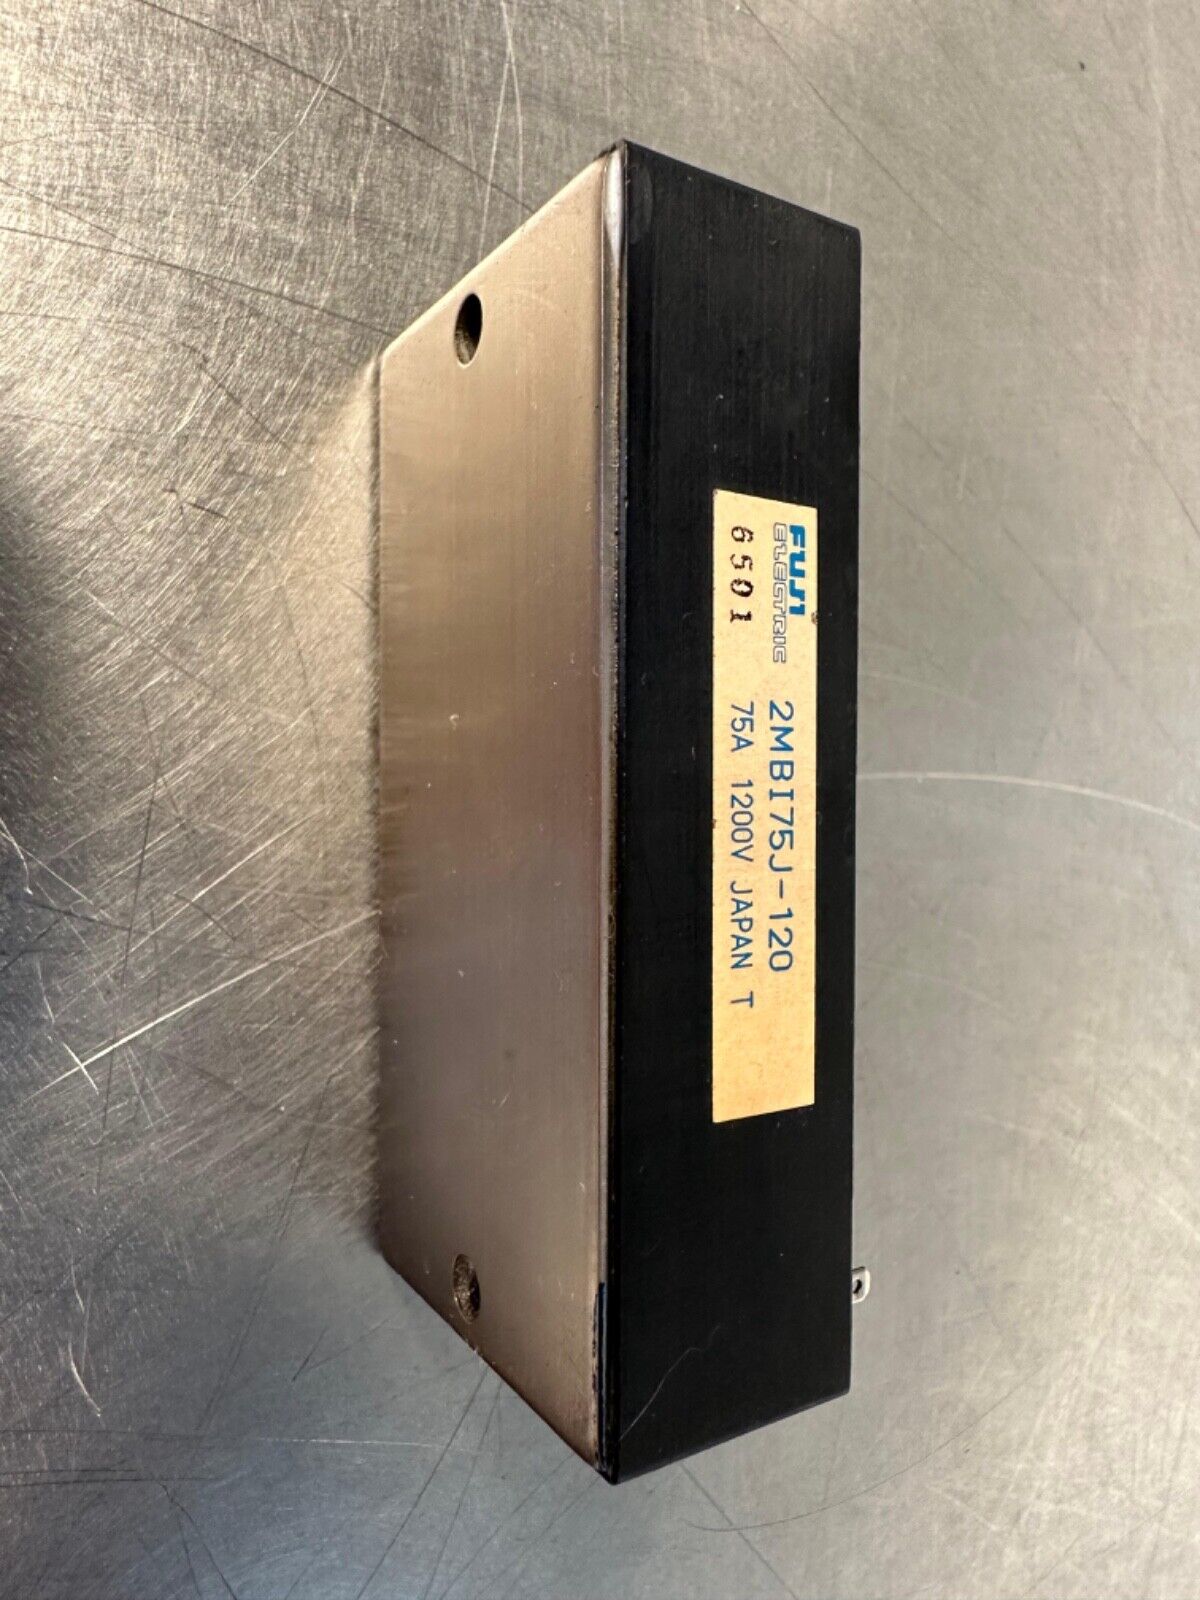 FUJI
ELECTRIC
2MBI75J-120
6501
75A 1200V JAPAN T